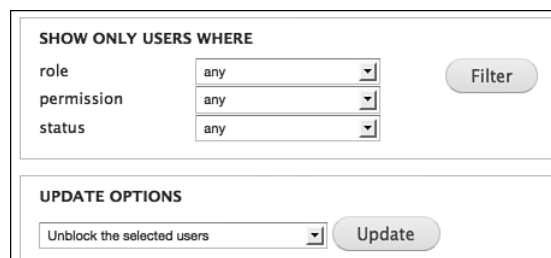 SHOW ONLY USERS WHERE
role any Filter
permission any
status any
UPDATE OPTIONS
Unblock the selected users Update